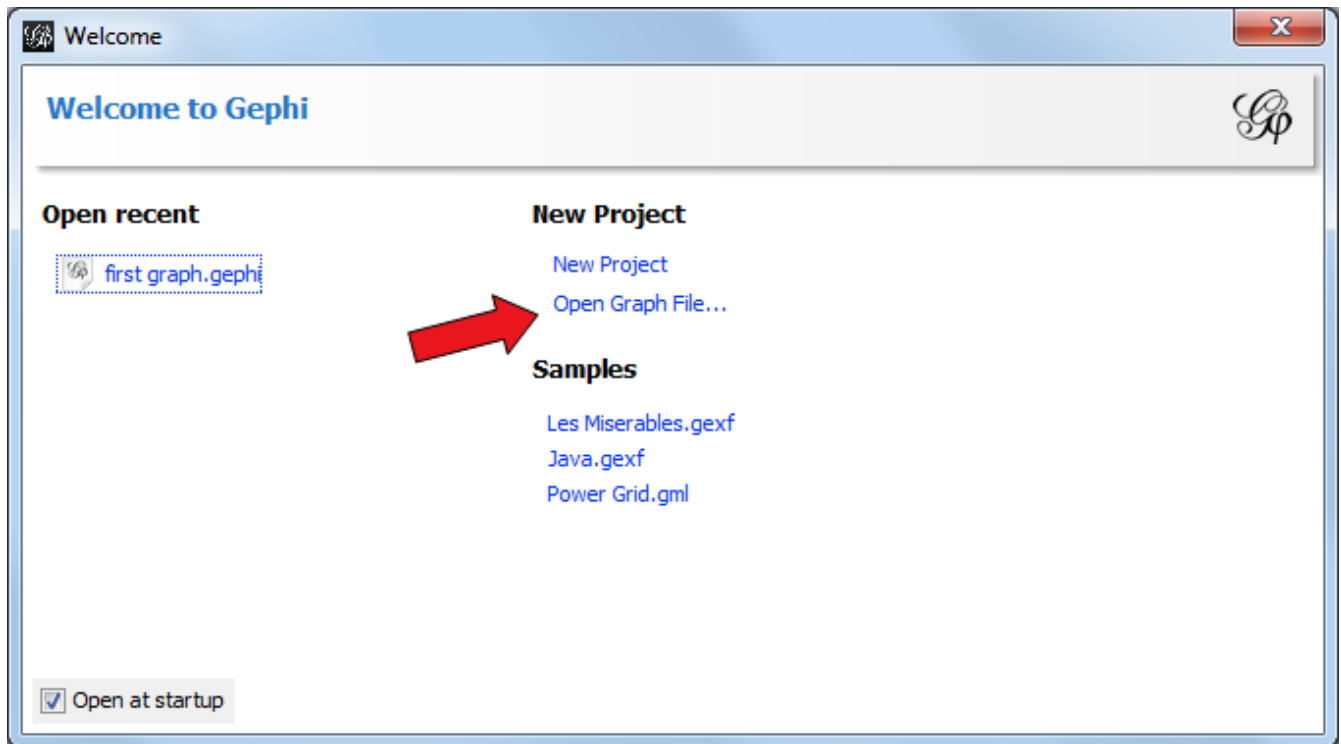 Welcome
Welcome to Gephi
Open recent
first graph.gephi
New Project
New Project
Open Graph File...
Samples
Les Miserables.gexf
Java.gexf
Power Grid.gml
Open at startup